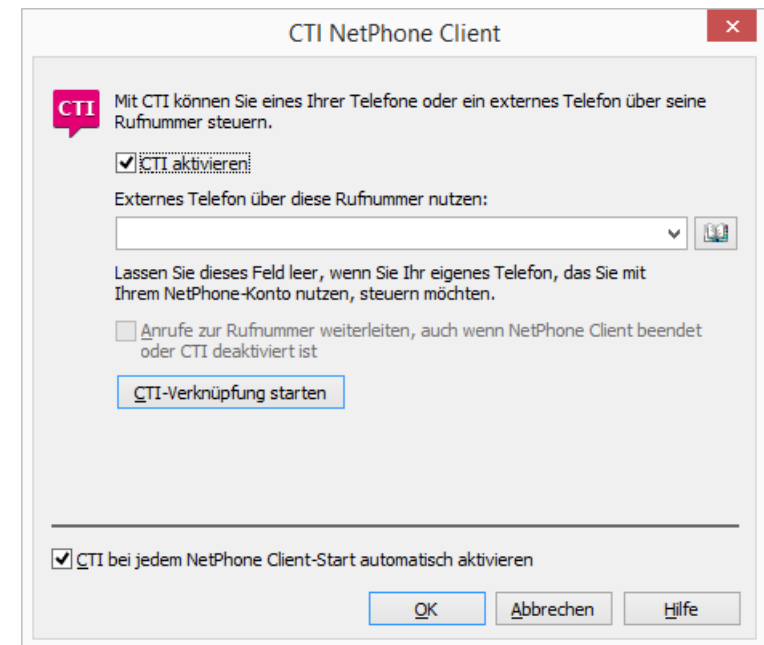 CTI NetPhone Client
CTI
Mit CTI können Sie eines Ihrer Telefone oder ein externes Telefon über seine
Rufnummer steuern.
CTI aktivieren
Externes Telefon über diese Rufnummer nutzen:
Lassen Sie dieses Feld leer, wenn Sie Ihr eigenes Telefon, das Sie mit
Ihrem NetPhone-Konto nutzen, steuern möchten.
Anrufe zur Rufnummer weiterleiten, auch wenn NetPhone Client beendet
oder CTI deaktiviert ist
CTI-Verknüpfung starten
CTI bei jedem NetPhone Client-Start automatisch aktivieren
OK Abbrechen Hilfe